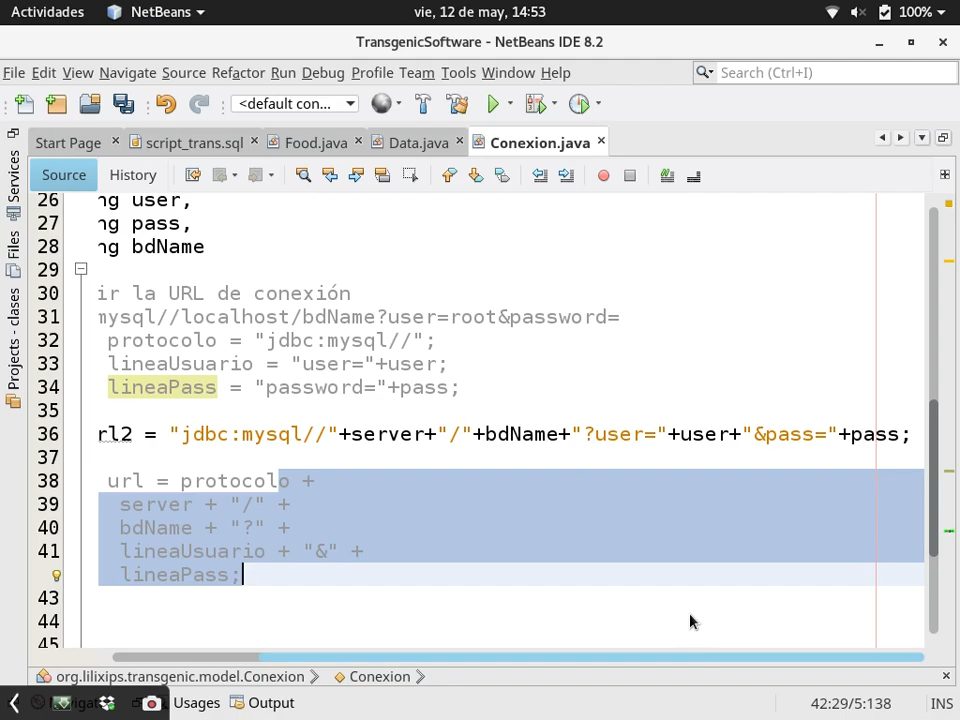 Actividades NetBeans vie, 12 de may, 14:53 100%
TransgenicSoftware - NetBeans IDE 8.2
File Edit View Navigate Source Refactor Run Debug Profile Team Tools Window Help Search (Ctrl+I)
<default con...
Start Page script_trans.sql Food.java Data.java Conexion.java
Source History
Services
Files
Projects - clases
26 ng user,
27 ng pass,
28 ng bdName
29
30 ir la URL de conexión
31 mysql//localhost/bdName?user=root&password=
32 protocolo = "jdbc:mysql//";
33 lineaUsuario = "user="+user;
34 lineaPass = "password="+pass;
35
36 rl2 = "jdbc:mysql//"+server+"/"+bdName+"?user="+user+"&pass="+pass;
37
38 url = protocolo +
39 server + "/" +
40 bdName + "?" +
41 lineaUsuario + "&" +
lineaPass;
43
44
45
org.lilixips.transgenic.model.Conexion Conexion
Usages Output 42:29/5:138 INS